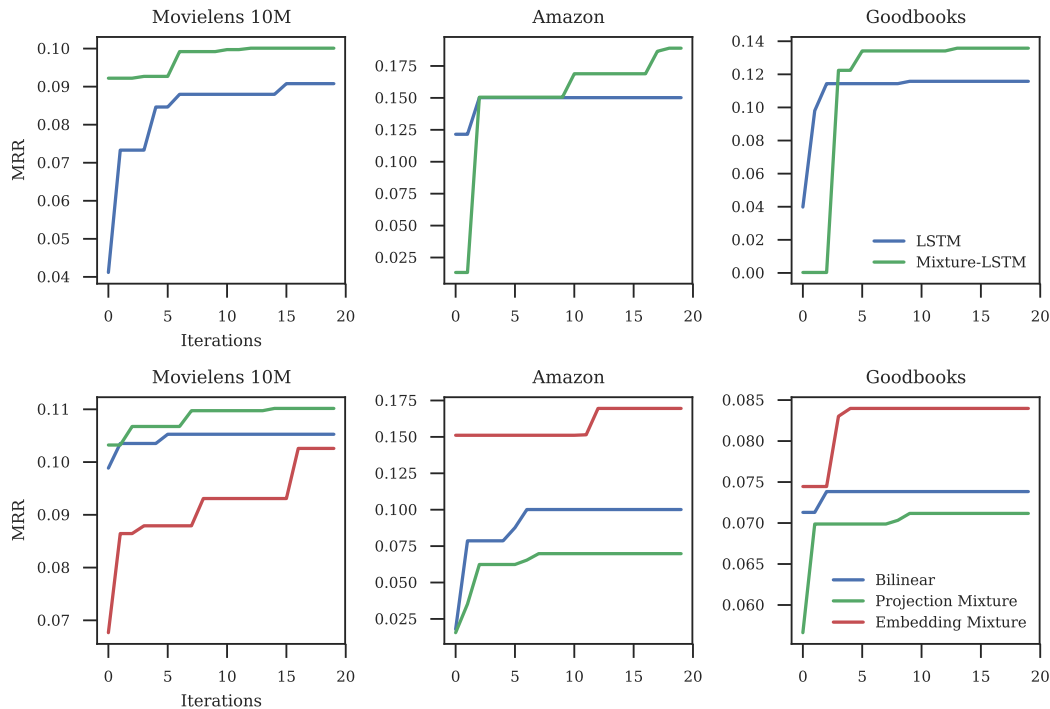 Movielens 10M
Amazon
Goodbooks
MRR
0.10
0.09
0.08
0.07
0.06
0.05
0.04
0.175
0.150
0.125
0.100
0.075
0.050
0.025
0.14
0.12
0.10
0.08
0.06
0.04
0.02
0.00
LSTM
Mixture-LSTM
0 5 10 15 20
0 5 10 15 20
0 5 10 15 20
Iterations
Movielens 10M
Amazon
Goodbooks
MRR
0.11
0.10
0.09
0.08
0.07
0.175
0.150
0.125
0.100
0.075
0.050
0.025
0.085
0.080
0.075
0.070
0.065
0.060
Bilinear
Projection Mixture
Embedding Mixture
0 5 10 15 20
0 5 10 15 20
0 5 10 15 20
Iterations